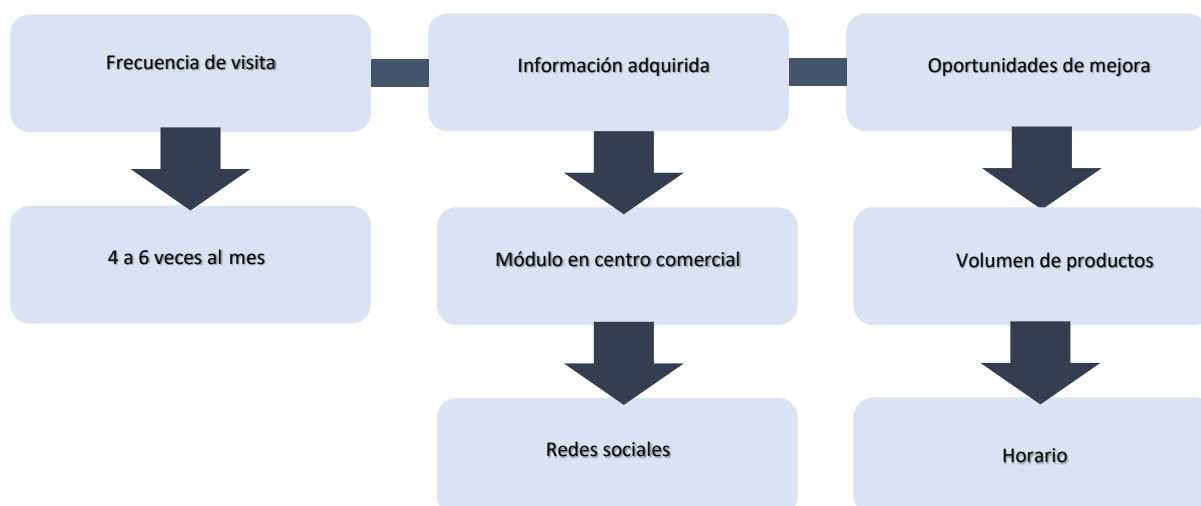 Frecuencia de visita
Información adquirida
Oportunidades de mejora
4 a 6 veces al mes
Módulo en centro comercial
Volumen de productos
Redes sociales
Horario